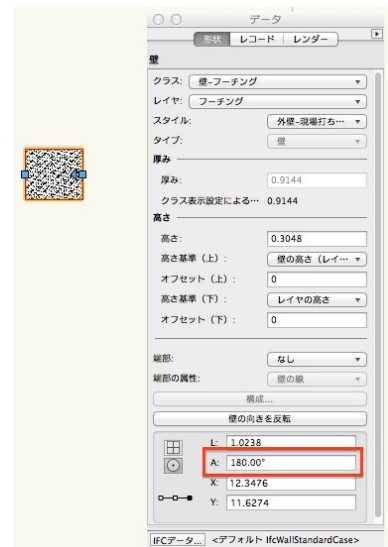 データ
形状 レコード レンダー
壁
クラス: 壁-フーチング
レイヤ: フーチング
スタイル: 外壁-現場打ち…
タイプ: 壁
厚み
厚み: 0.9144
クラス表示設定による… 0.9144
高さ
高さ: 0.3048
高さ基準（上）: 壁の高さ（レイ…
オフセット（上）: 0
高さ基準（下）: レイヤの高さ
オフセット（下）: 0
端部: なし
端部の属性: 壁の線
構成...
壁の向きを反転
L: 1.0238
A: 180.00°
X: 12.3476
Y: 11.6274
IFCデータ... <デフォルト IfcWallStandardCase>